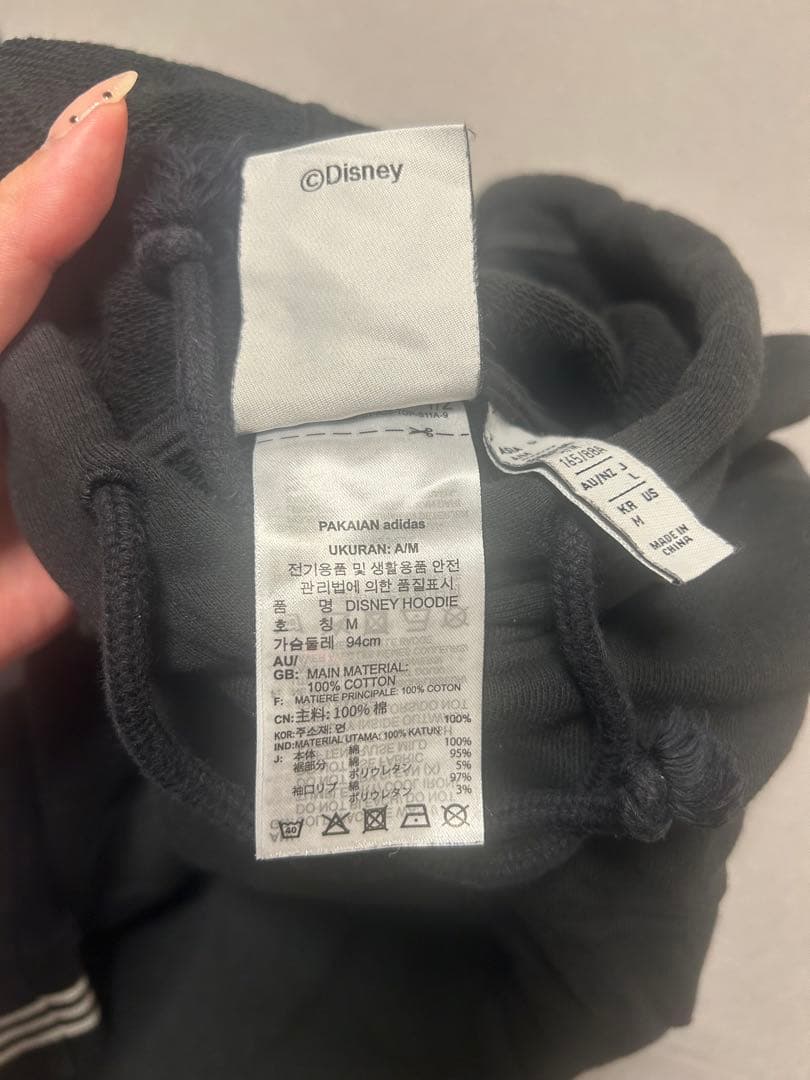 ©Disney
PAKAIAN adidas
UKURAN: A/M
전기용품 및 생활용품 안전
관리법에 의한 품질표시
품 명 DISNEY HOODIE
호 칭 M
가슴둘레 94cm
AU/
GB: MAIN MATERIAL:
100% COTTON
F: MATIERE PRINCIPALE: 100% COTON
CN:主料: 100% 棉
KOR:주소재: 면 100%
IND:MATERIAL UTAMA: 100% KATUN
J: 本体 綿 100%
裾部分 綿 95%
ポリウレタン 5%
袖口リブ 綿 97%
ポリウレタン 3%
40
165/88A
AU/NZ J
L
KR US
M
MADE IN
CHINA